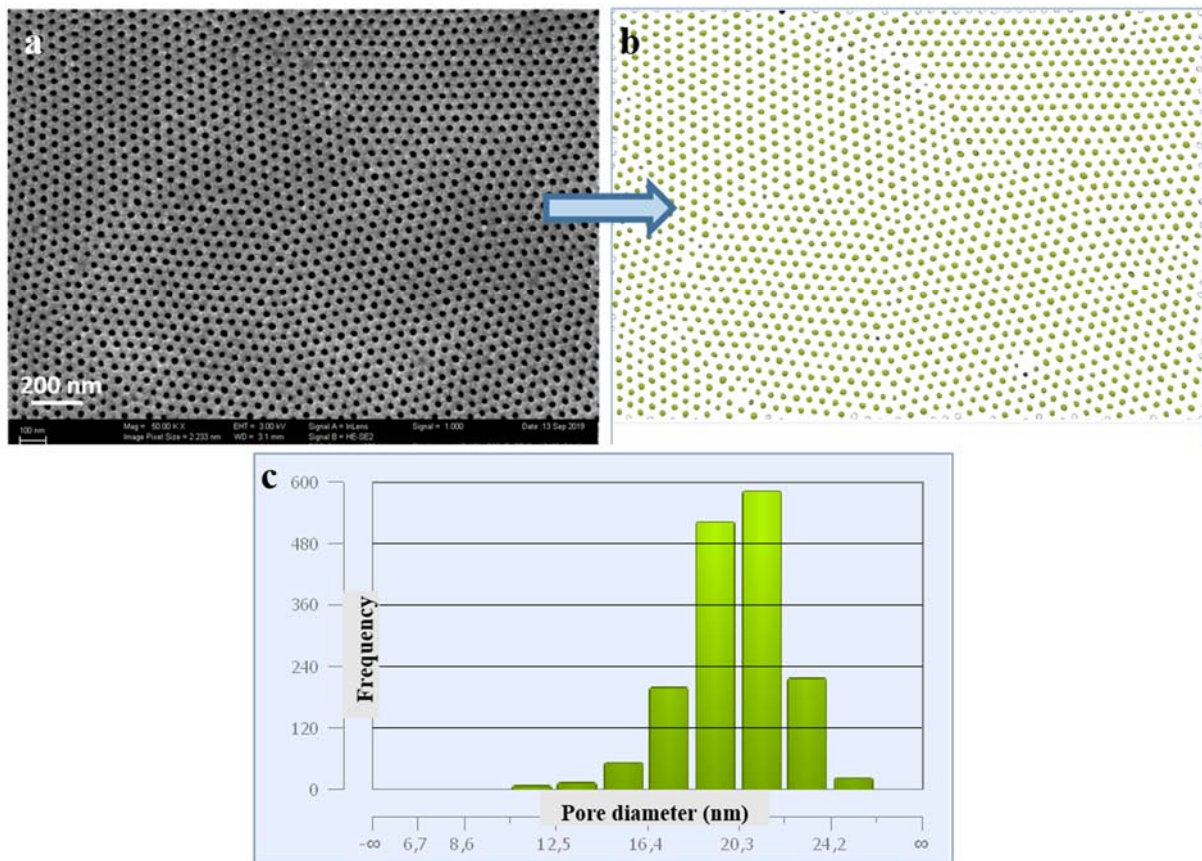 a
b
200 nm
100 nm
Mag = 50.00 K X
EHT = 3.00 kV
Signal A = InLens
Signal = 1.000
Date :13 Sep 2019
Image Pixel Size = 2.233 nm
WD = 3.1 mm
Signal B = HE-SE2
c
600
480
360
240
120
0
Frequency
Pore diameter (nm)
-∞ 6,7 8,6 12,5 16,4 20,3 24,2 ∞